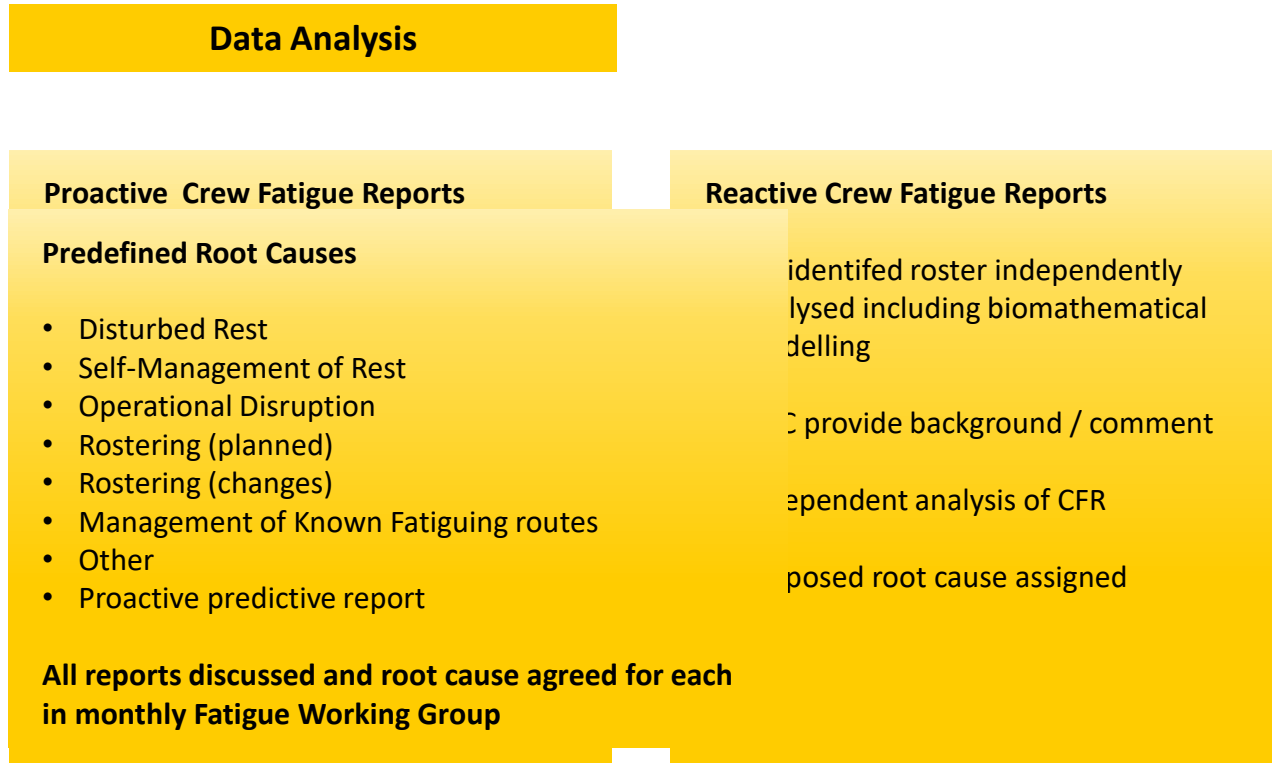 Data Analysis
Proactive  Crew Fatigue Reports
Predefined Root Causes
• Disturbed Rest
• Self-Management of Rest
• Operational Disruption
• Rostering (planned)
• Rostering (changes)
• Management of Known Fatiguing routes
• Other
• Proactive predictive report
All reports discussed and root cause agreed for each
in monthly Fatigue Working Group
Reactive Crew Fatigue Reports
identifed roster independently
lysed including biomathematical
delling
provide background / comment
ependent analysis of CFR
posed root cause assigned